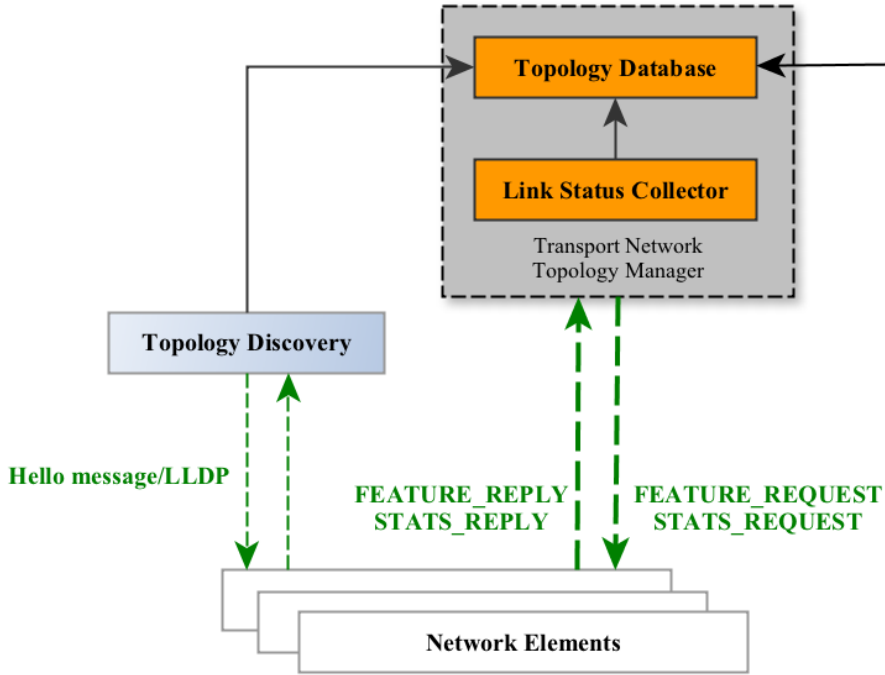 Topology Database
Link Status Collector
Transport Network
Topology Manager
Topology Discovery
Hello message/LLDP
FEATURE_REPLY
STATS_REPLY
FEATURE_REQUEST
STATS_REQUEST
Network Elements